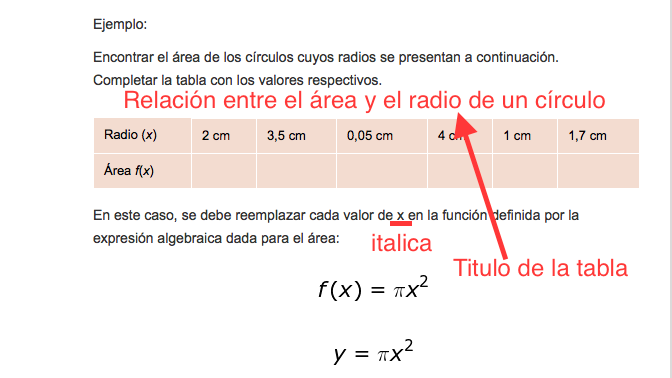 Ejemplo:
Encontrar el área de los círculos cuyos radios se presentan a continuación.
Completar la tabla con los valores respectivos.
Relación entre el área y el radio de un círculo
Radio (x) 2 cm 3,5 cm 0,05 cm 4 cm 1 cm 1,7 cm
Área f(x)
En este caso, se debe reemplazar cada valor de x en la función definida por la
expresión algebraica dada para el área:
italica
Titulo de la tabla
f(x) = πx²
y = πx²